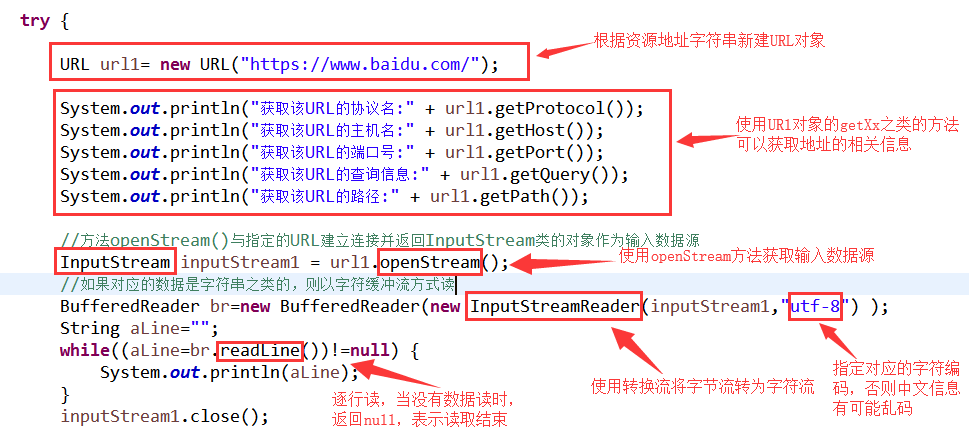 try {
根据资源地址字符串新建URL对象
URL url1= new URL("https://www.baidu.com/");
System.out.println("获取该URL的协议名:" + url1.getProtocol());
System.out.println("获取该URL的主机名:" + url1.getHost());
System.out.println("获取该URL的端口号:" + url1.getPort());
System.out.println("获取该URL的查询信息:" + url1.getQuery());
System.out.println("获取该URL的路径:" + url1.getPath());
使用UR1对象的getXx之类的方法
可以获取地址的相关信息
//方法openStream()与指定的URL建立连接并返回InputStream类的对象作为输入数据源
InputStream inputStream1 = url1.openStream();
使用openStream方法获取输入数据源
//如果对应的数据是字符串之类的，则以字符缓冲流方式读
BufferedReader br=new BufferedReader(new InputStreamReader(inputStream1,"utf-8") );
String aLine="";
while((aLine=br.readLine())!=null) {
System.out.println(aLine);
}
inputStream1.close();
逐行读，当没有数据读时，
返回null，表示读取结束
使用转换流将字节流转为字符流
指定对应的字符编
码，否则中文信息
有可能乱码